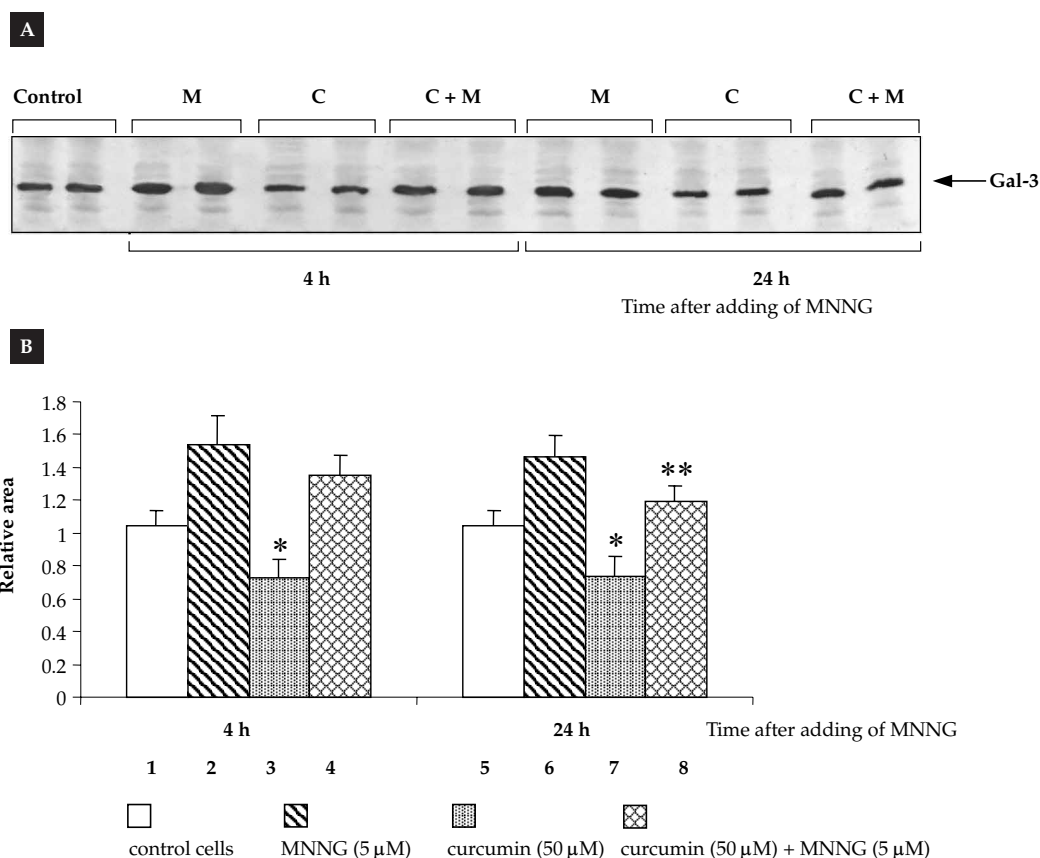 A
Control M C C + M M C C + M
Gal-3
4 h 24 h
Time after adding of MNNG
B
Relative area
1.8
1.6
1.4
1.2
1
0.8
0.6
0.4
0.2
0
*
*
**
4 h 24 h Time after adding of MNNG
1 2 3 4 5 6 7 8
control cells MNNG (5 µM) curcumin (50 µM) curcumin (50 µM) + MNNG (5 µM)